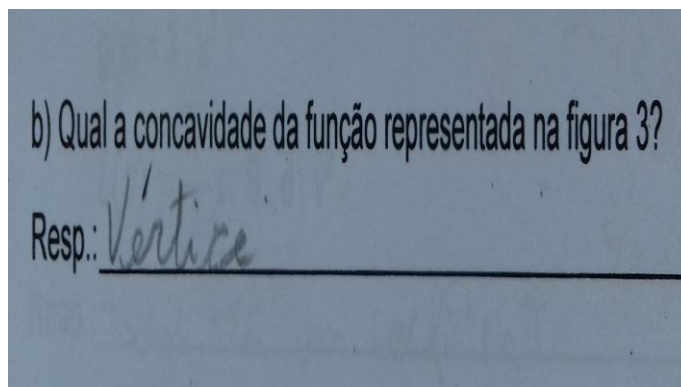 b) Qual a concavidade da função representada na figura 3?
Resp.: Vértice